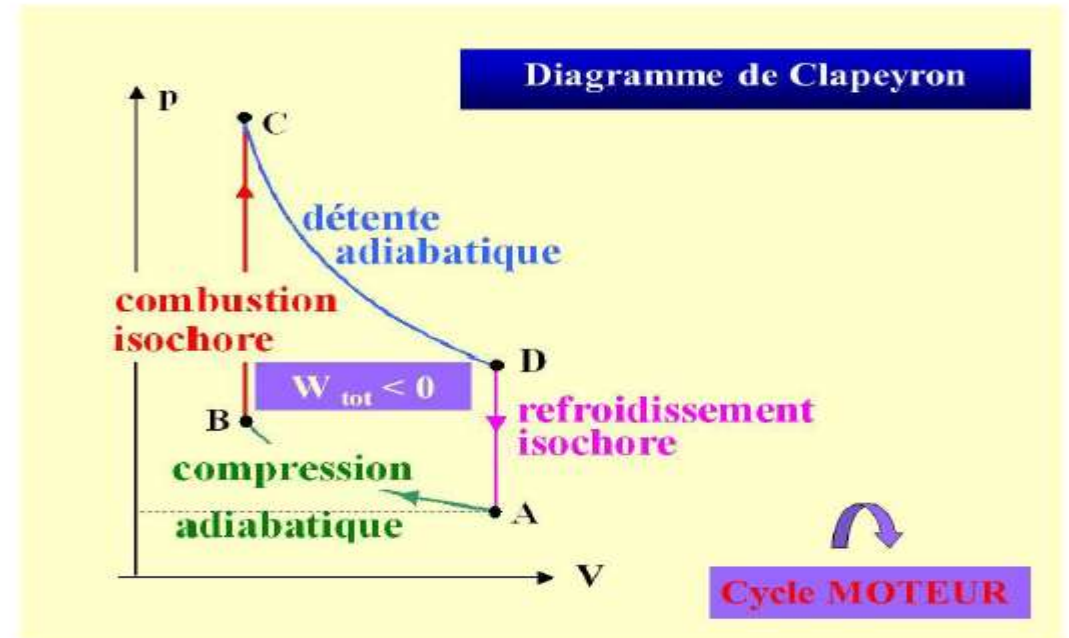 Diagramme de Clapeyron
p
C
détente
adiabatique
combustion
isochore
D
W tot < 0
B
refroidissement
isochore
compression
A
adiabatique
V
Cycle MOTEUR